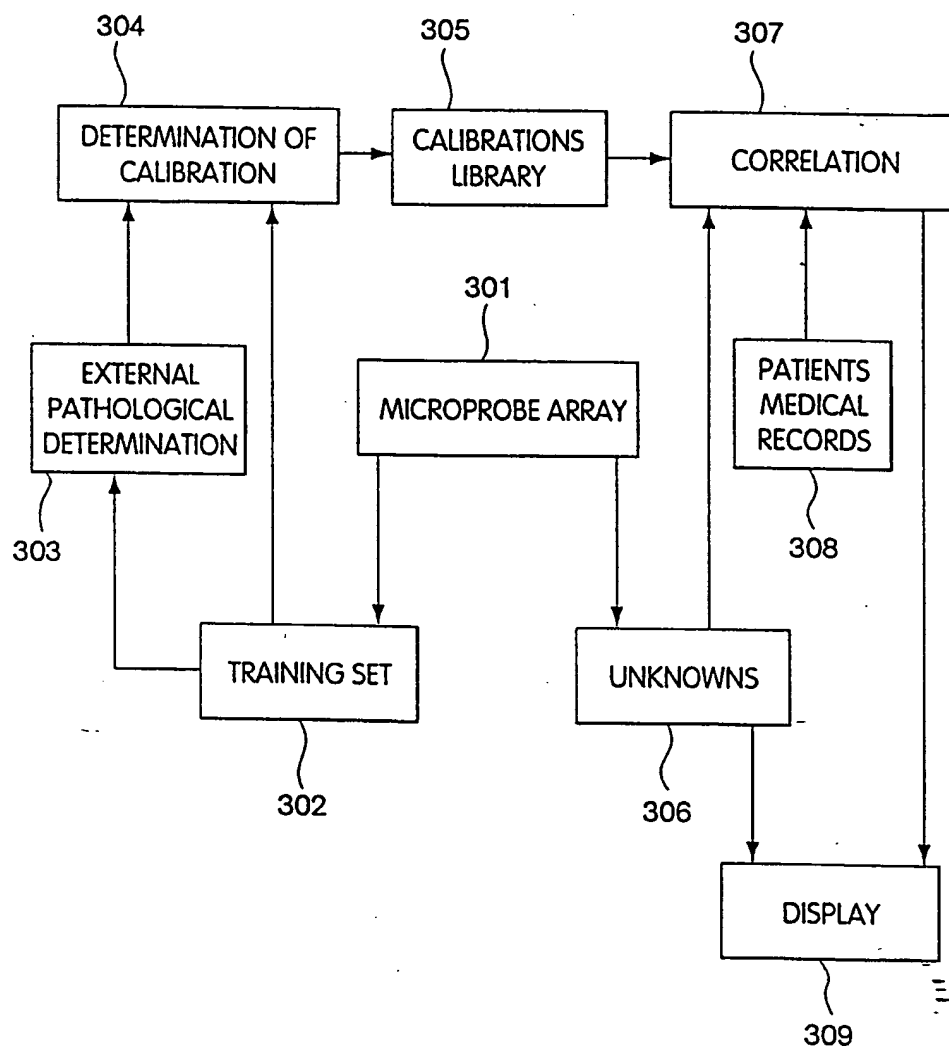 304
305
307
DETERMINATION OF
CALIBRATION
CALIBRATIONS
LIBRARY
CORRELATION
301
EXTERNAL
PATHOLOGICAL
DETERMINATION
MICROPROBE ARRAY
PATIENTS
MEDICAL
RECORDS
303
308
TRAINING SET
UNKNOWNS
302
306
DISPLAY
309